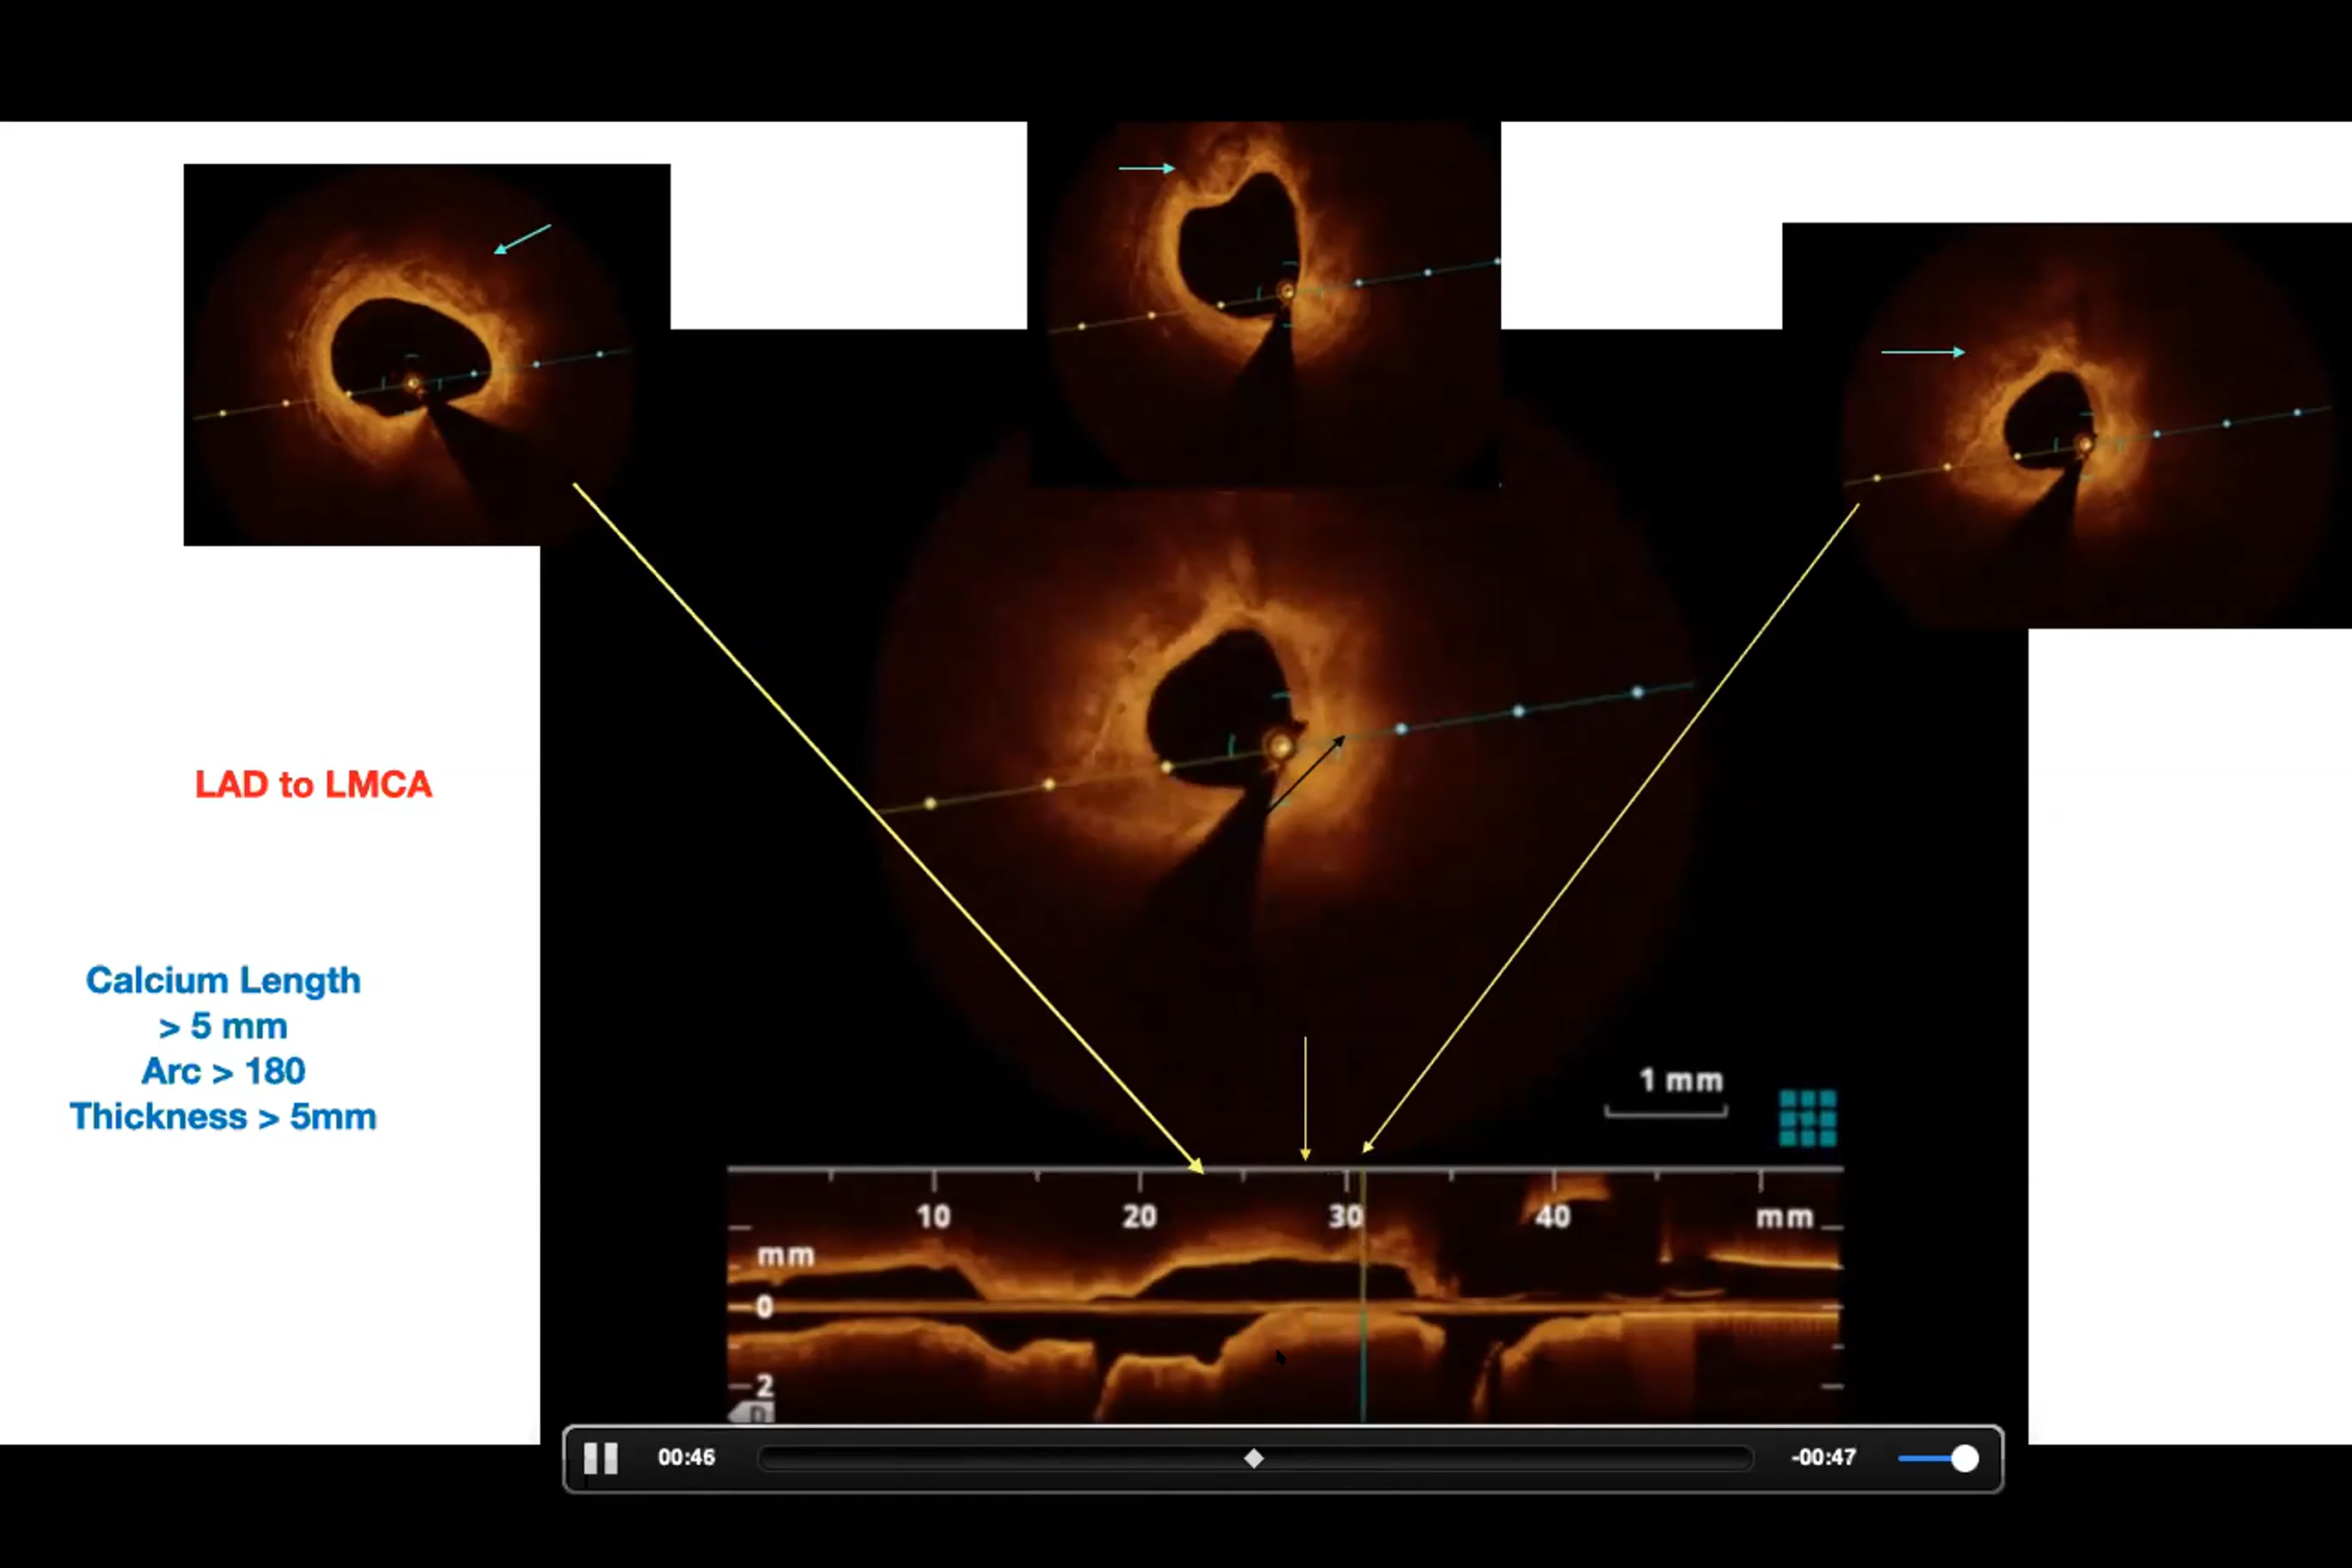 LAD to LMCA
Calcium Length
> 5 mm
Arc > 180
Thickness > 5mm
1 mm
10 20 30 40 mm
mm
0
2
D
00:46 -00:47